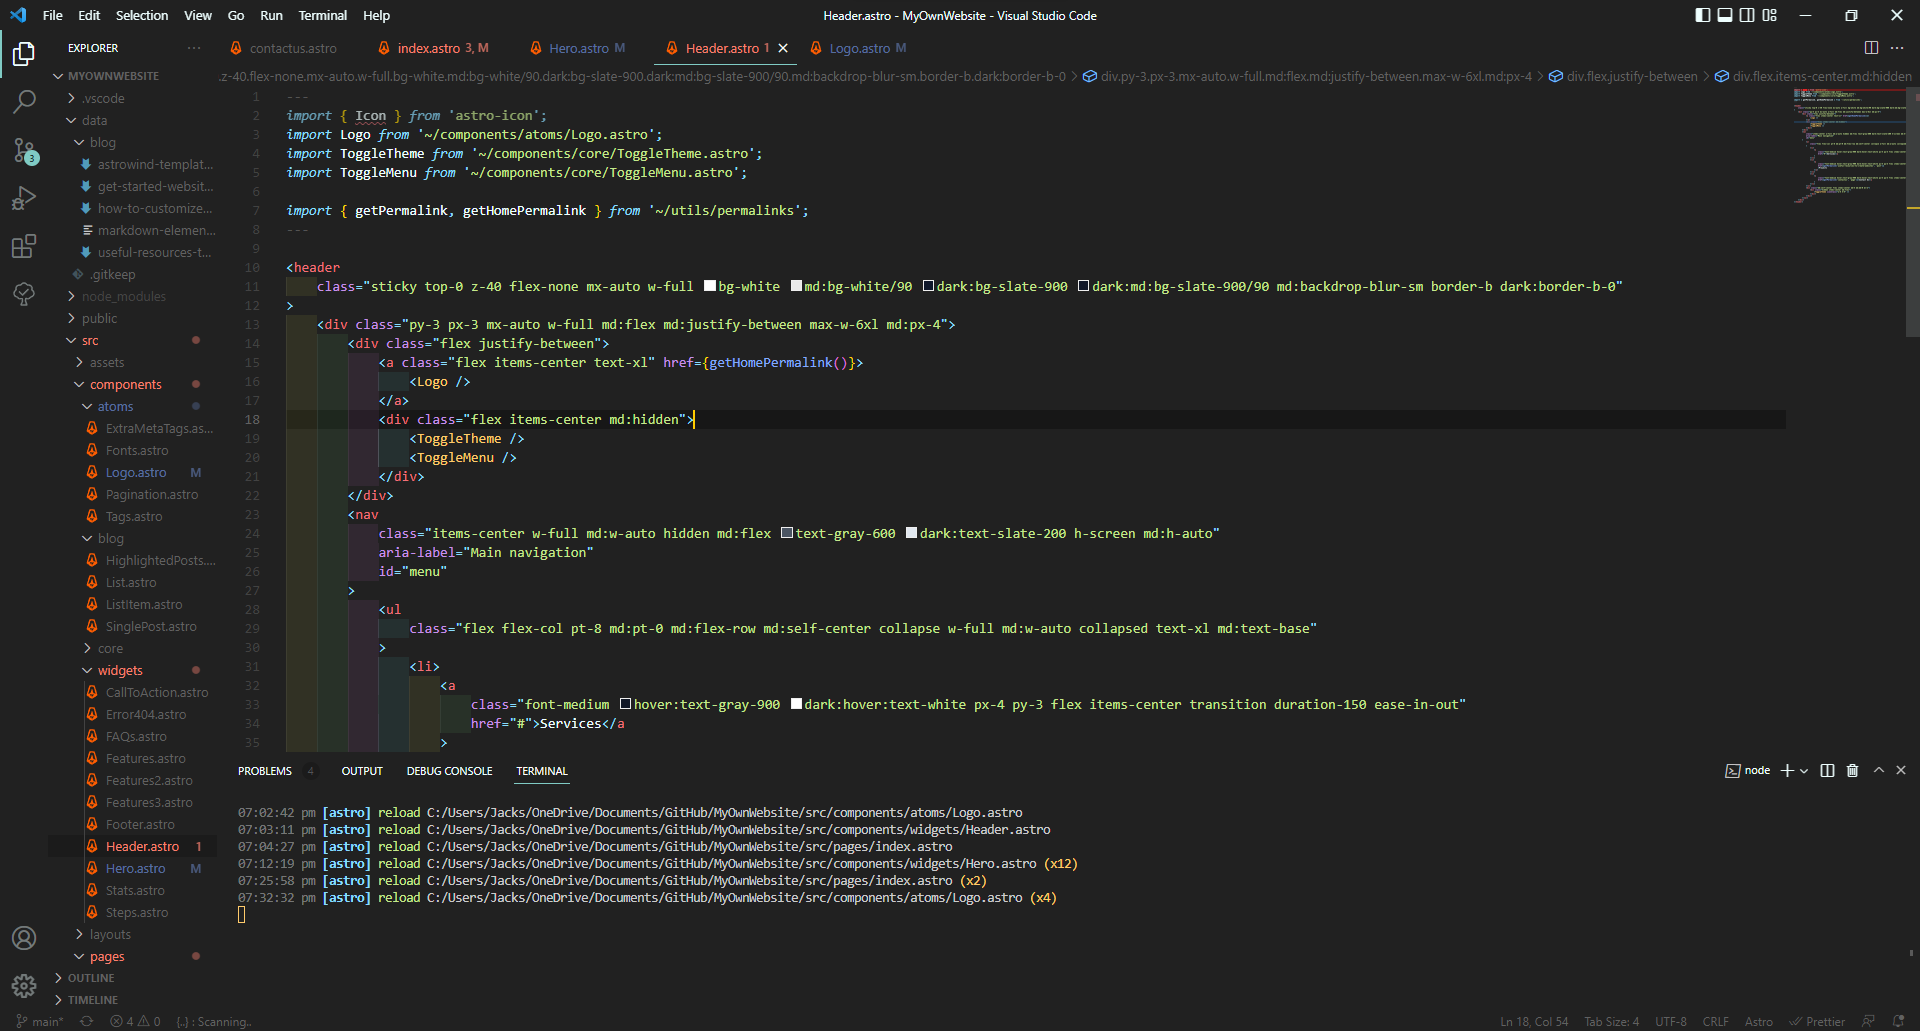 File Edit Selection View Go Run Terminal Help
Header.astro - MyOwnWebsite - Visual Studio Code
EXPLORER
contactus.astro
index.astro 3, M
Hero.astro M
Header.astro 1
Logo.astro M
MYOWNWEBSITE
.z-40.flex-none.mx-auto.w-full.bg-white.md:bg-white/90.dark:bg-slate-900.dark:md:bg-slate-900/90.md:backdrop-blur-sm.border-b.dark:border-b-0 > div.py-3.px-3.mx-auto.w-full.md:flex.md:justify-between.max-w-6xl.md:px-4 > div.flex.justify-between > div.flex.items-center.md:hidden
.vscode
data
blog
astrowind-templat...
get-started-websit...
how-to-customize...
markdown-elemen...
useful-resources-t...
.gitkeep
node_modules
public
src
assets
components
atoms
ExtraMetaTags.as...
Fonts.astro
Logo.astro M
Pagination.astro
Tags.astro
blog
HighlightedPosts....
List.astro
ListItem.astro
SinglePost.astro
core
widgets
CallToAction.astro
Error404.astro
FAQs.astro
Features.astro
Features2.astro
Features3.astro
Footer.astro
Header.astro 1
Hero.astro M
Stats.astro
Steps.astro
layouts
pages
OUTLINE
TIMELINE
3
1 ---
2 import { Icon } from 'astro-icon';
3 import Logo from '~/components/atoms/Logo.astro';
4 import ToggleTheme from '~/components/core/ToggleTheme.astro';
5 import ToggleMenu from '~/components/core/ToggleMenu.astro';
6
7 import { getPermalink, getHomePermalink } from '~/utils/permalinks';
8 ---
9
10 <header
11 class="sticky top-0 z-40 flex-none mx-auto w-full bg-white md:bg-white/90 dark:bg-slate-900 dark:md:bg-slate-900/90 md:backdrop-blur-sm border-b dark:border-b-0"
12 >
13 <div class="py-3 px-3 mx-auto w-full md:flex md:justify-between max-w-6xl md:px-4">
14 <div class="flex justify-between">
15 <a class="flex items-center text-xl" href={getHomePermalink()}>
16 <Logo />
17 </a>
18 <div class="flex items-center md:hidden">
19 <ToggleTheme />
20 <ToggleMenu />
21 </div>
22 </div>
23 <nav
24 class="items-center w-full md:w-auto hidden md:flex text-gray-600 dark:text-slate-200 h-screen md:h-auto"
25 aria-label="Main navigation"
26 id="menu"
27 >
28 <ul
29 class="flex flex-col pt-8 md:pt-0 md:flex-row md:self-center collapse w-full md:w-auto collapsed text-xl md:text-base"
30 >
31 <li>
32 <a
33 class="font-medium hover:text-gray-900 dark:hover:text-white px-4 py-3 flex items-center transition duration-150 ease-in-out"
34 href="#">Services</a
35 >
PROBLEMS 4 OUTPUT DEBUG CONSOLE TERMINAL
node
07:02:42 pm [astro] reload C:/Users/Jacks/OneDrive/Documents/GitHub/MyOwnWebsite/src/components/atoms/Logo.astro
07:03:11 pm [astro] reload C:/Users/Jacks/OneDrive/Documents/GitHub/MyOwnWebsite/src/components/widgets/Header.astro
07:04:27 pm [astro] reload C:/Users/Jacks/OneDrive/Documents/GitHub/MyOwnWebsite/src/pages/index.astro
07:12:19 pm [astro] reload C:/Users/Jacks/OneDrive/Documents/GitHub/MyOwnWebsite/src/components/widgets/Hero.astro (x12)
07:25:58 pm [astro] reload C:/Users/Jacks/OneDrive/Documents/GitHub/MyOwnWebsite/src/pages/index.astro (x2)
07:32:32 pm [astro] reload C:/Users/Jacks/OneDrive/Documents/GitHub/MyOwnWebsite/src/components/atoms/Logo.astro (x4)
main* 4 0 {..} : Scanning.. Ln 18, Col 54 Tab Size: 4 UTF-8 CRLF Astro Prettier